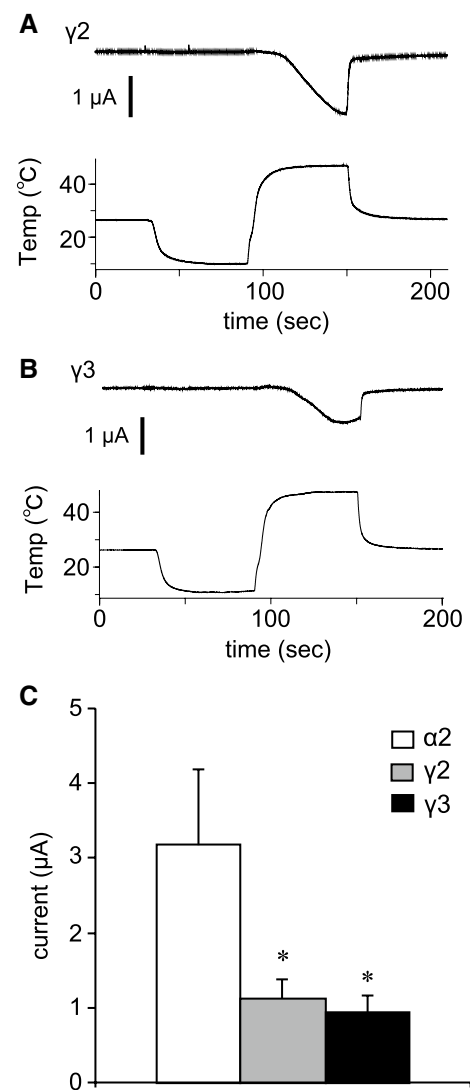 A
γ2
1 μA
Temp (°C)
40
20
0 100 200
time (sec)
B
γ3
1 μA
Temp (°C)
40
20
0 100 200
time (sec)
C
current (μA)
5
4
3
2
1
0
α2
γ2
γ3
* *